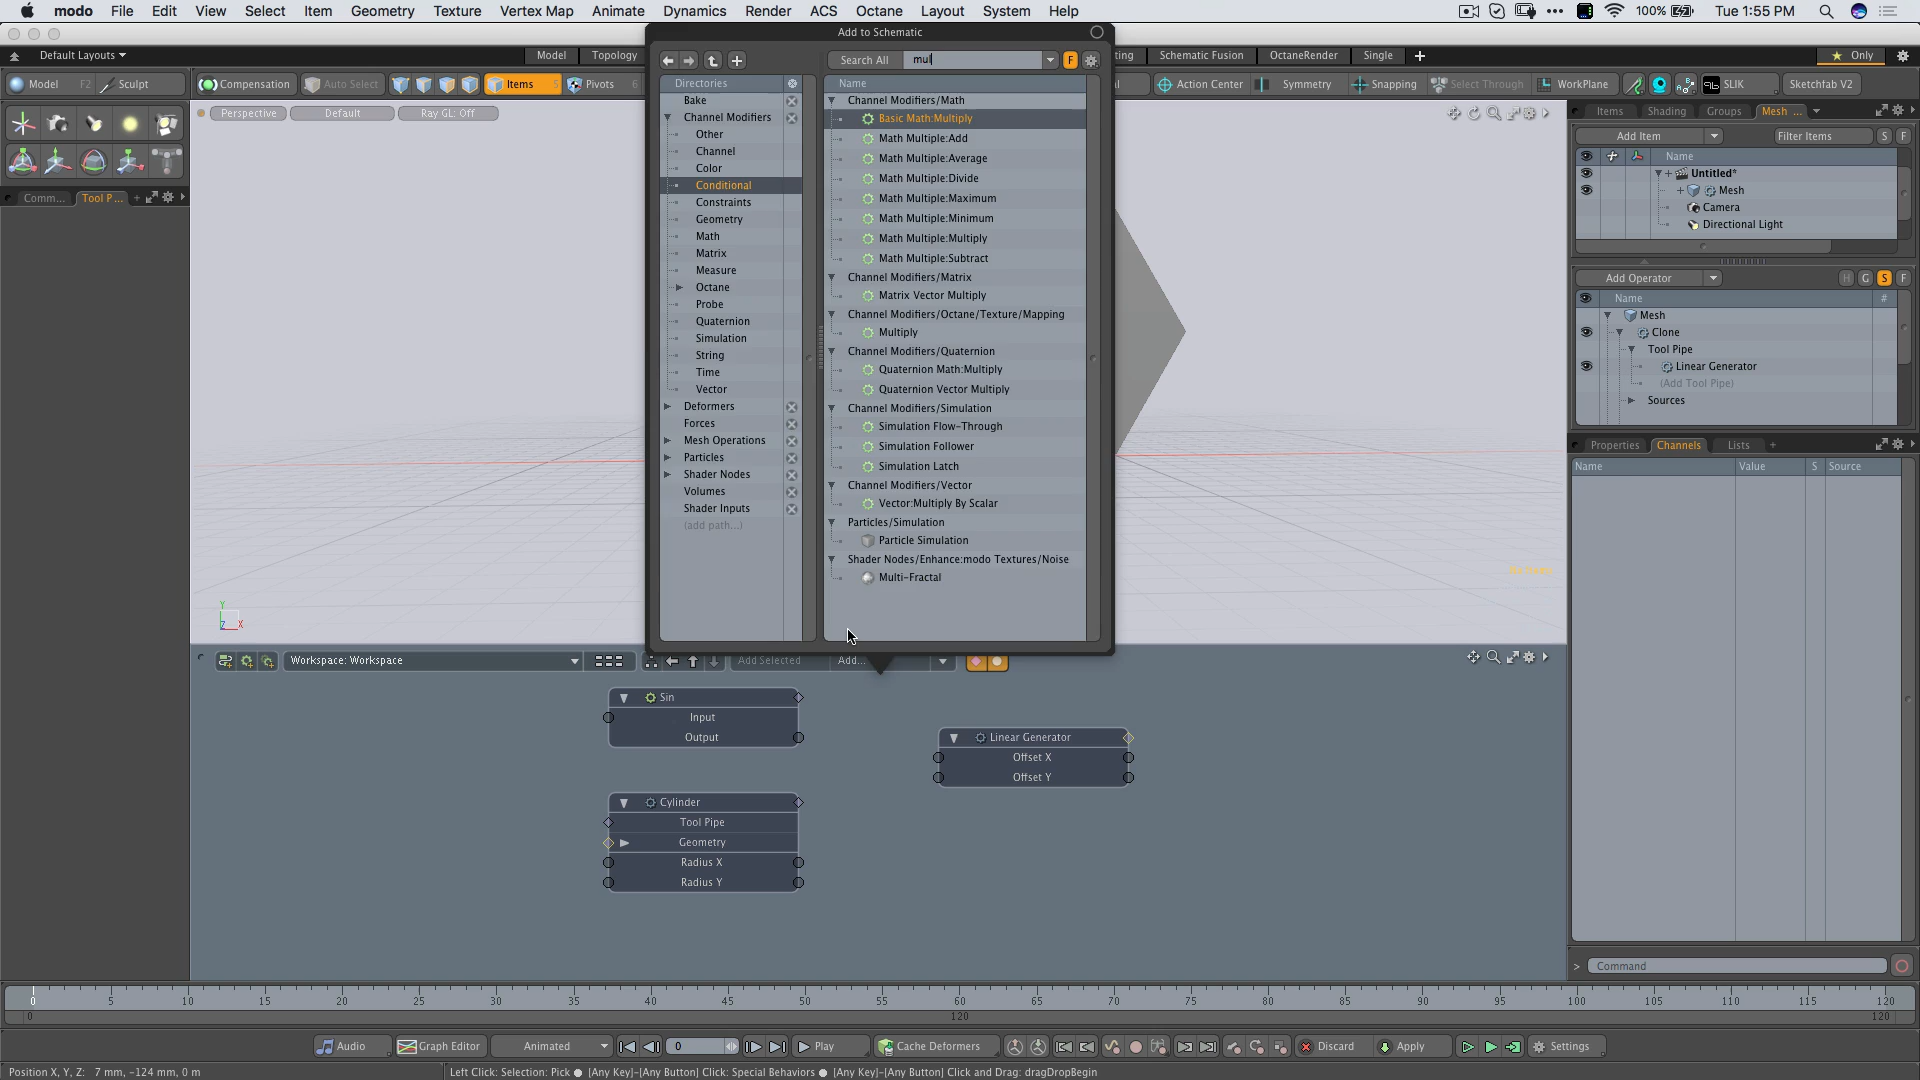 modo File Edit View Select Item Geometry Texture Vertex Map Animate Dynamics Render ACS Octane Layout System Help 100% Tue 1:55 PM
Default Layouts Model Topology Schematic Fusion OctaneRender Single + Only
Model F2 Sculpt Compensation Auto Select Items 5 Pivots Action Center Symmetry Snapping Select Through WorkPlane SLIK Sketchfab V2
Comm... Tool P... +
Perspective Default Ray GL: Off
Add to Schematic
Search All mul F
Directories
Bake
Channel Modifiers
Other
Channel
Color
Conditional
Constraints
Geometry
Math
Matrix
Measure
Octane
Probe
Quaternion
Simulation
String
Time
Vector
Deformers
Forces
Mesh Operations
Particles
Shader Nodes
Volumes
Shader Inputs
(add path...)
Name
Channel Modifiers/Math
Basic Math:Multiply
Math Multiple:Add
Math Multiple:Average
Math Multiple:Divide
Math Multiple:Maximum
Math Multiple:Minimum
Math Multiple:Multiply
Math Multiple:Subtract
Channel Modifiers/Matrix
Matrix Vector Multiply
Channel Modifiers/Octane/Texture/Mapping
Multiply
Channel Modifiers/Quaternion
Quaternion Math:Multiply
Quaternion Vector Multiply
Channel Modifiers/Simulation
Simulation Flow-Through
Simulation Follower
Simulation Latch
Channel Modifiers/Vector
Vector:Multiply By Scalar
Particles/Simulation
Particle Simulation
Shader Nodes/Enhance:modo Textures/Noise
Multi-Fractal
Y
Z X
Items Shading Groups Mesh ...
Add Item Filter Items S F
Name
Untitled*
Mesh
Camera
Directional Light
Add Operator H G S F
Name #
Mesh
Clone
Tool Pipe
Linear Generator
(Add Tool Pipe)
Sources
Properties Channels Lists +
Name Value S Source
Workspace: Workspace Add Selected Add...
Sin
Input
Output
Cylinder
Tool Pipe
Geometry
Radius X
Radius Y
Linear Generator
Offset X
Offset Y
> Command
0 5 10 15 20 25 30 35 40 45 50 55 60 65 70 75 80 85 90 95 100 105 110 115 120
0 120 120
Audio Graph Editor Animated 0 Play Cache Deformers Discard Apply Settings
Position X, Y, Z: 7 mm, -124 mm, 0 m Left Click: Selection: Pick ● [Any Key]-[Any Button] Click: Special Behaviors ● [Any Key]-[Any Button] Click and Drag: dragDropBegin